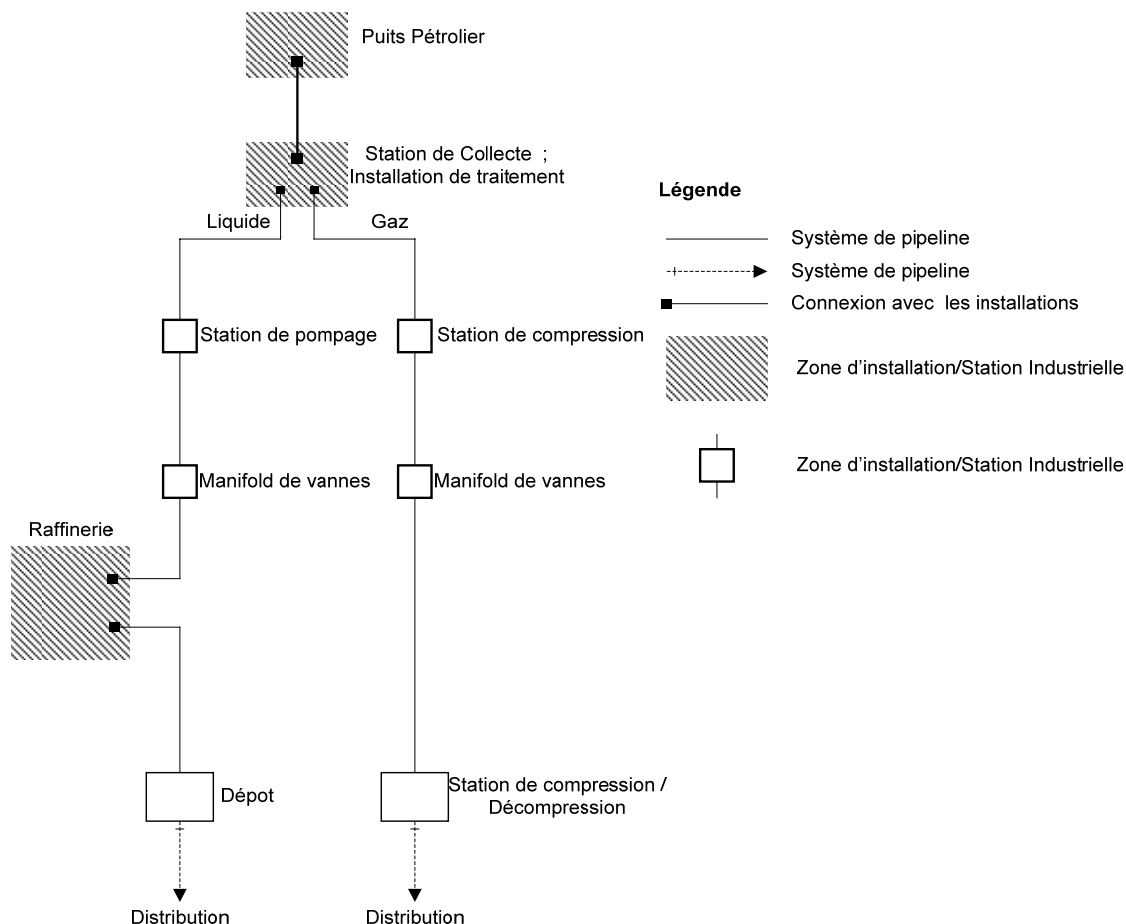 Puits Pétrolier
Station de Collecte ;
Installation de traitement
Liquide
Gaz
Station de pompage
Station de compression
Manifold de vannes
Manifold de vannes
Raffinerie
Dépot
Station de compression /
Décompression
Distribution
Distribution
Légende
Système de pipeline
Système de pipeline
Connexion avec les installations
Zone d'installation/Station Industrielle
Zone d'installation/Station Industrielle